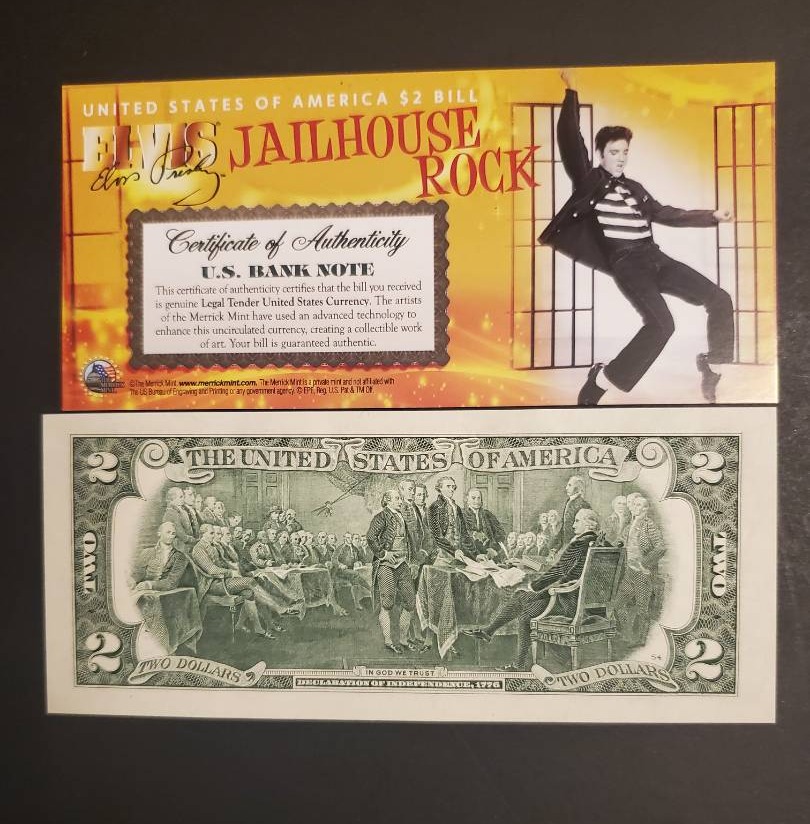 UNITED STATES OF AMERICA $2 BILL
ELVIS JAILHOUSE
Elvis Presley ROCK
Certificate of Authenticity
U.S. BANK NOTE
This certificate of authenticity certifies that the bill you received
is genuine Legal Tender United States Currency. The artists
of the Merrick Mint have used an advanced technology to
enhance this uncirculated currency, creating a collectible work
of art. Your bill is guaranteed authentic.
©The Merrick Mint. www.merrickmint.com. The Merrick Mint is a private mint and not affiliated with
The US Bureau of Engraving and Printing or any government agency. © EPE, Reg. U.S. Pat & TM Off.
2 THE UNITED STATES OF AMERICA 2
TWO TWO
2 2
TWO DOLLARS IN GOD WE TRUST TWO DOLLARS
DECLARATION OF INDEPENDENCE, 1776